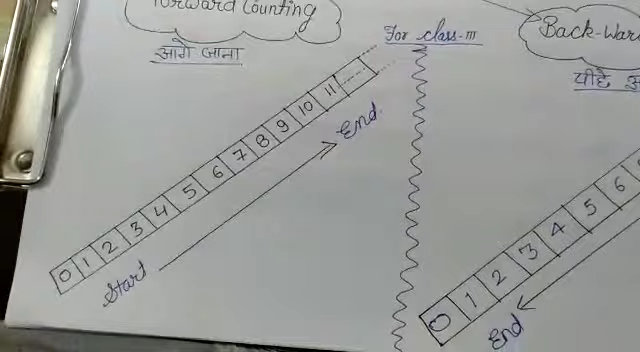 Forward Counting
आगे जाना
For class-III
Back-War
पीछे
0 1 2 3 4 5 6 7 8 9 10 11
Start
End
0 1 2 3 4 5 6
End